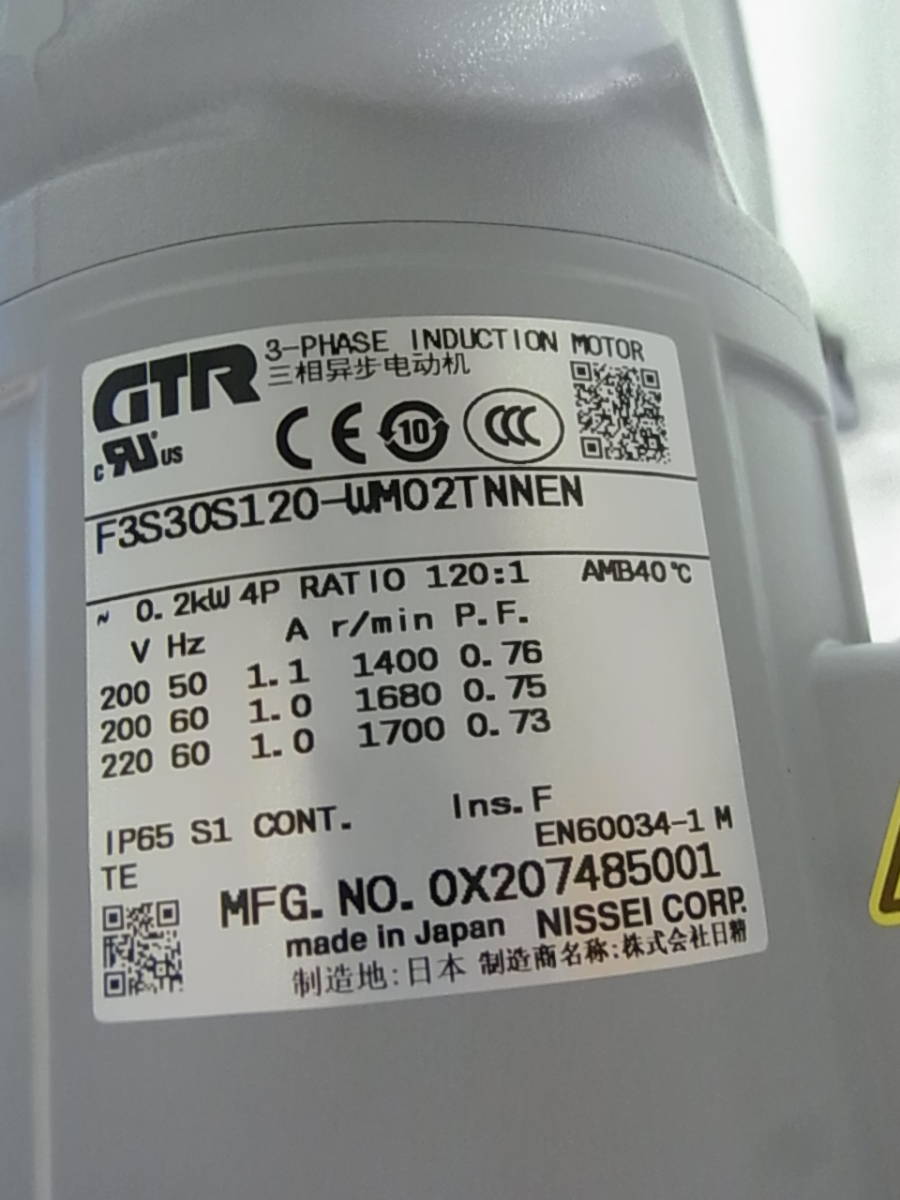 GTR 3-PHASE INDUCTION MOTOR
三相异步电动机
c RU US CE 10 CCC
F3S30S120-WM02TNNEN
~ 0.2kW 4P RATIO 120:1 AMB40℃
V Hz A r/min P.F.
200 50 1.1 1400 0.76
200 60 1.0 1680 0.75
220 60 1.0 1700 0.73
IP65 S1 CONT. Ins.F
TE EN60034-1 M
MFG. NO. 0X207485001
made in Japan NISSEI CORP.
制造地:日本 制造商名称:株式会社日精